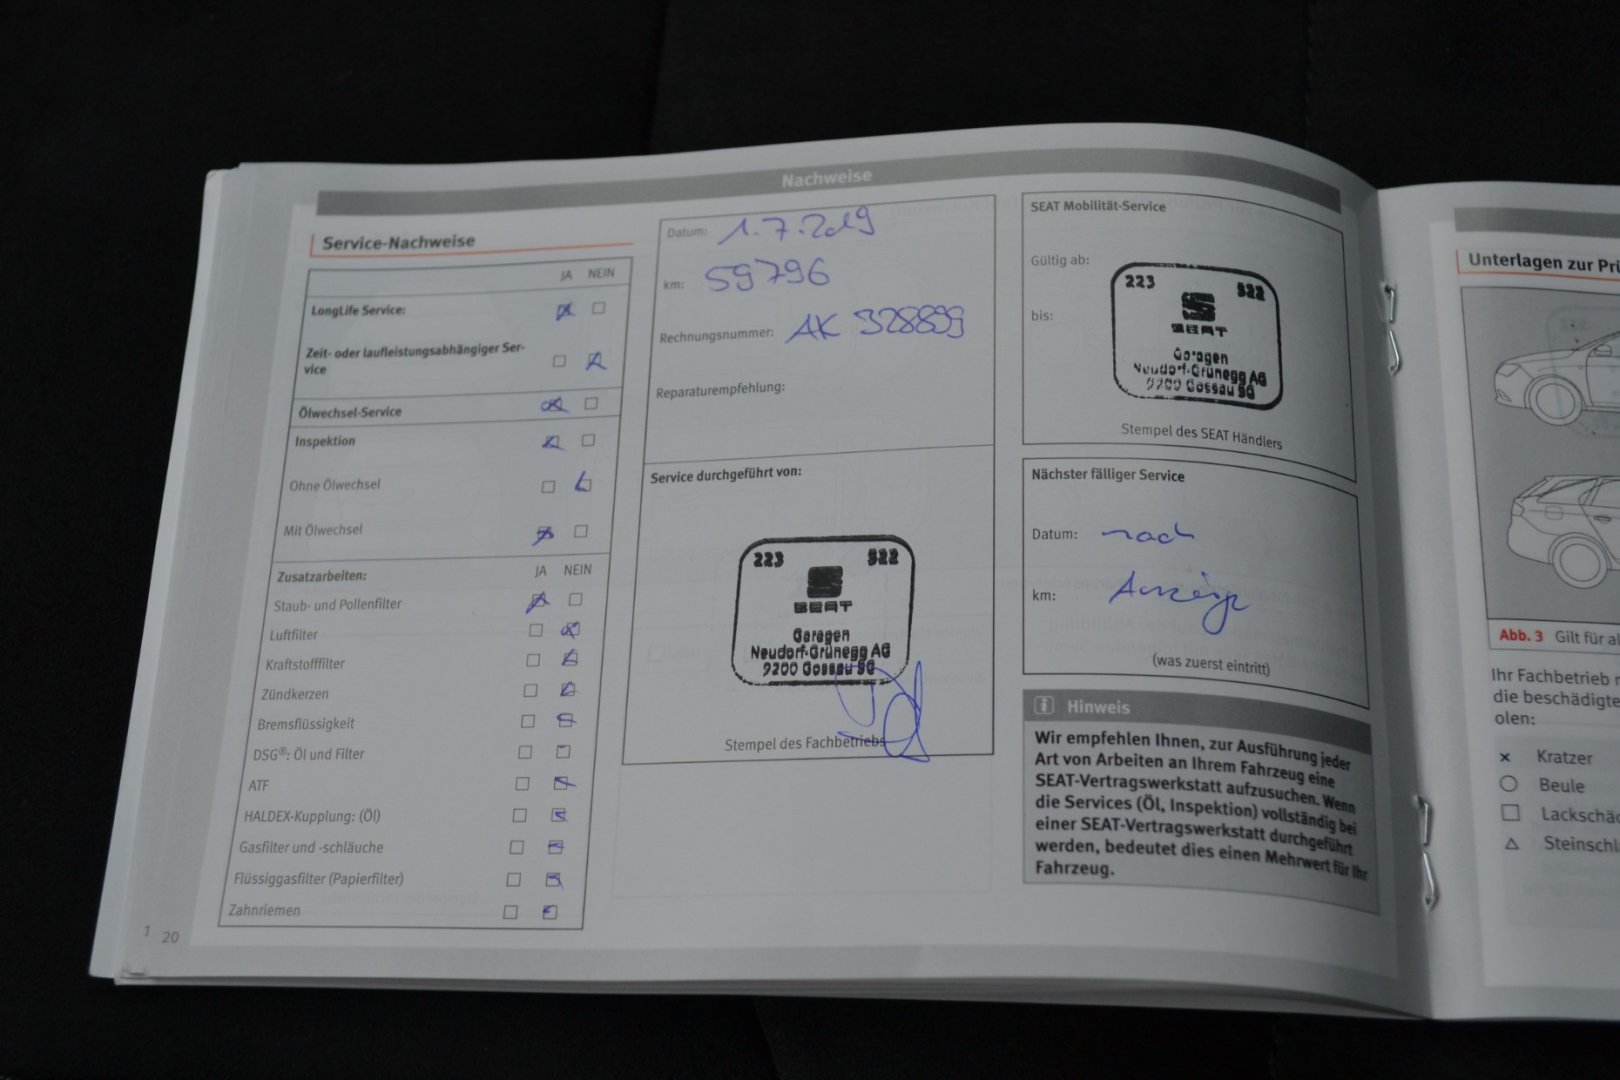 Nachweise
Service-Nachweise
JA NEIN
LongLife Service:
Zeit- oder laufleistungsabhängiger Ser-
vice
Ölwechsel-Service
Inspektion
Ohne Ölwechsel
Mit Ölwechsel
Zusatzarbeiten: JA NEIN
Staub- und Pollenfilter
Luftfilter
Kraftstofffilter
Zündkerzen
Bremsflüssigkeit
DSG®: Öl und Filter
ATF
HALDEX-Kupplung: (Öl)
Gasfilter und -schläuche
Flüssiggasfilter (Papierfilter)
Zahnriemen
1 20
Datum: 1.7.2019
km: 59796
Rechnungsnummer: AK 328899
Reparaturempfehlung:
Service durchgeführt von:
223 522
SEAT
Garagen
Neudorf-Grünegg AG
9200 Gossau SG
Stempel des Fachbetriebs
SEAT Mobilität-Service
Gültig ab:
bis:
223 522
SEAT
Garagen
Neudorf-Grünegg AG
9200 Gossau SG
Stempel des SEAT Händlers
Nächster fälliger Service
Datum: nach
km: Anzeige
(was zuerst eintritt)
Hinweis
Wir empfehlen Ihnen, zur Ausführung jeder
Art von Arbeiten an Ihrem Fahrzeug eine
SEAT-Vertragswerkstatt aufzusuchen. Wenn
die Services (Öl, Inspektion) vollständig bei
einer SEAT-Vertragswerkstatt durchgeführt
werden, bedeutet dies einen Mehrwert für Ihr
Fahrzeug.
Unterlagen zur Prü
Abb. 3 Gilt für al
Ihr Fachbetrieb
die beschädigte
olen:
Kratzer
Beule
Lackschäd
Steinschl